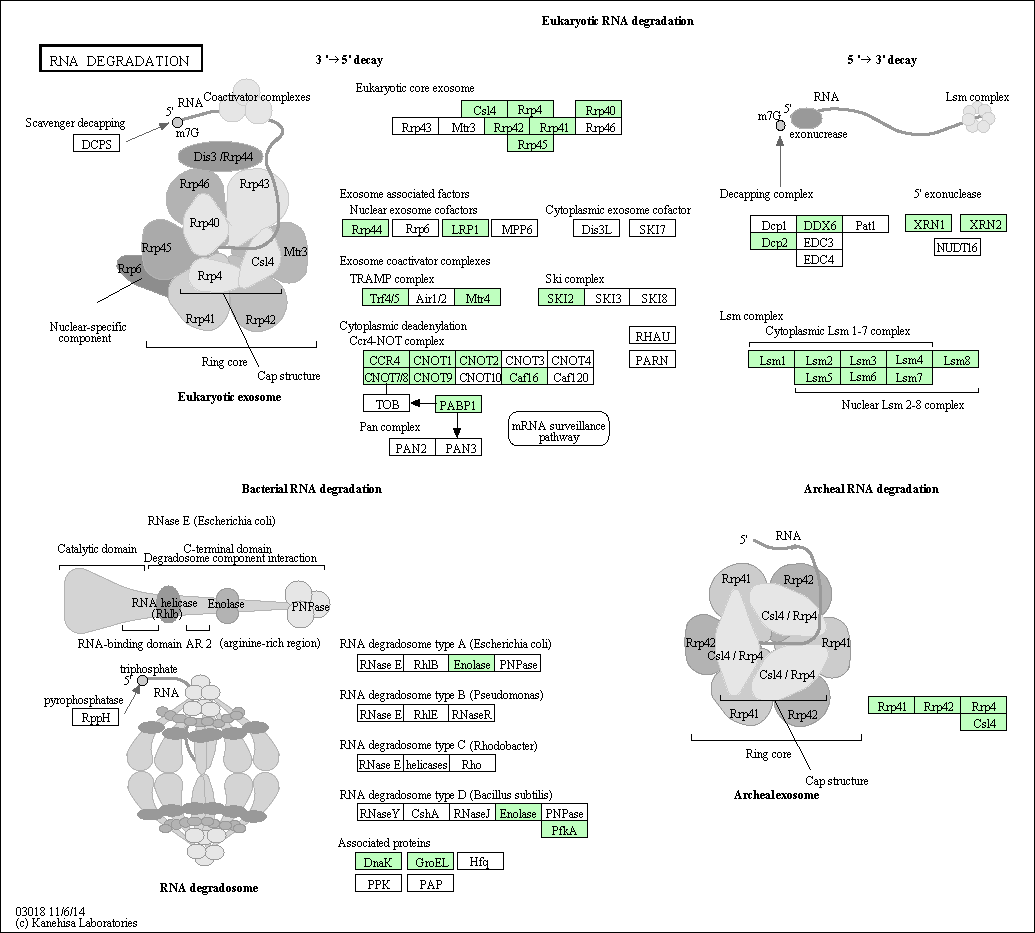 Eukaryotic RNA degradation
RNA DEGRADATION
3 '→ 5' decay
5 '→ 3' decay
RNA
Coactivator complexes
5'
m7G
Scavenger decapping
DCPS
Dis3 /Rrp44
Rrp46
Rrp43
Rrp40
Rrp45
Csl4
Mtr3
Rrp6
Rrp4
Rrp41
Rrp42
Nuclear-specific
component
Ring core
Cap structure
Eukaryotic exosome
Eukaryotic core exosome
Csl4 Rrp4 Rrp40
Rrp43 Mtr3 Rrp42 Rrp41 Rrp46
Rrp45
Exosome associated factors
Nuclear exosome cofactors
Rrp44 Rrp6 LRP1 MPP6
Cytoplasmic exosome cofactor
Dis3L SKI7
Exosome coactivator complexes
TRAMP complex
Trf4/5 Air1/2 Mtr4
Ski complex
SKI2 SKI3 SKI8
Cytoplasmic deadenylation
Ccr4-NOT complex
CCR4 CNOT1 CNOT2 CNOT3 CNOT4
CNOT7/8 CNOT9 CNOT10 Caf16 Caf120
RHAU
PARN
TOB PABP1
Pan complex
PAN2 PAN3
mRNA surveillance
pathway
RNA
Lsm complex
m7G
5'
exonucrease
Decapping complex
Dcp1 DDX6 Pat1
Dcp2 EDC3
EDC4
5' exonuclease
XRN1 XRN2
NUDT16
Lsm complex
Cytoplasmic Lsm 1-7 complex
Lsm1 Lsm2 Lsm3 Lsm4 Lsm8
Lsm5 Lsm6 Lsm7
Nuclear Lsm 2-8 complex
Bacterial RNA degradation
RNase E (Escherichia coli)
Catalytic domain
C-terminal domain
Degradosome component interaction
RNA helicase
(Rhlb)
Enolase
PNPase
RNA-binding domain AR 2 (arginine-rich region)
triphosphate
5'
RNA
pyrophosphatase
RppH
RNA degradosome
RNA degradosome type A (Escherichia coli)
RNase E RhlB Enolase PNPase
RNA degradosome type B (Pseudomonas)
RNase E RhlE RNaseR
RNA degradosome type C (Rhodobacter)
RNase E helicases Rho
RNA degradosome type D (Bacillus subtilis)
RNaseY CshA RNaseJ Enolase PNPase
PfkA
Associated proteins
DnaK GroEL Hfq
PPK PAP
Archeal RNA degradation
5'
RNA
Rrp41
Rrp42
Csl4 / Rrp4
Rrp42
Rrp41
Csl4 / Rrp4
Csl4 / Rrp4
Rrp41
Rrp42
Ring core
Cap structure
Archeal exosome
Rrp41 Rrp42 Rrp4
Csl4
03018 11/6/14
(c) Kanehisa Laboratories